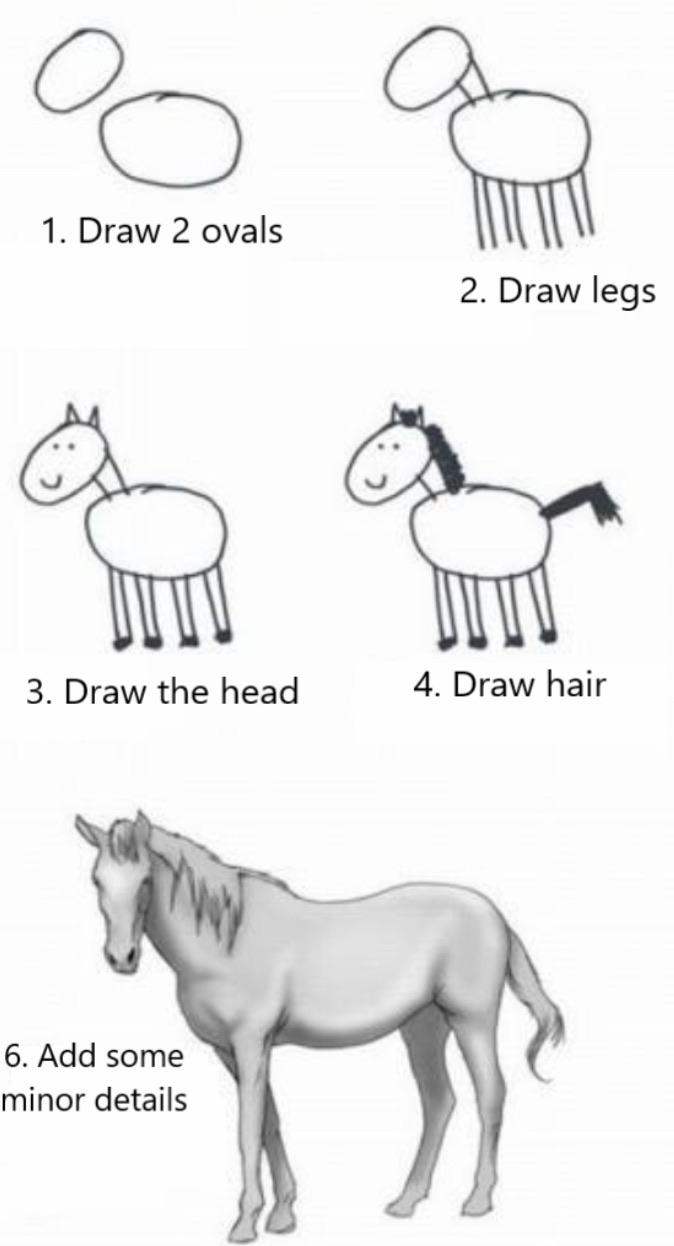 1. Draw 2 ovals
2. Draw legs
3. Draw the head
4. Draw hair
6. Add some
minor details